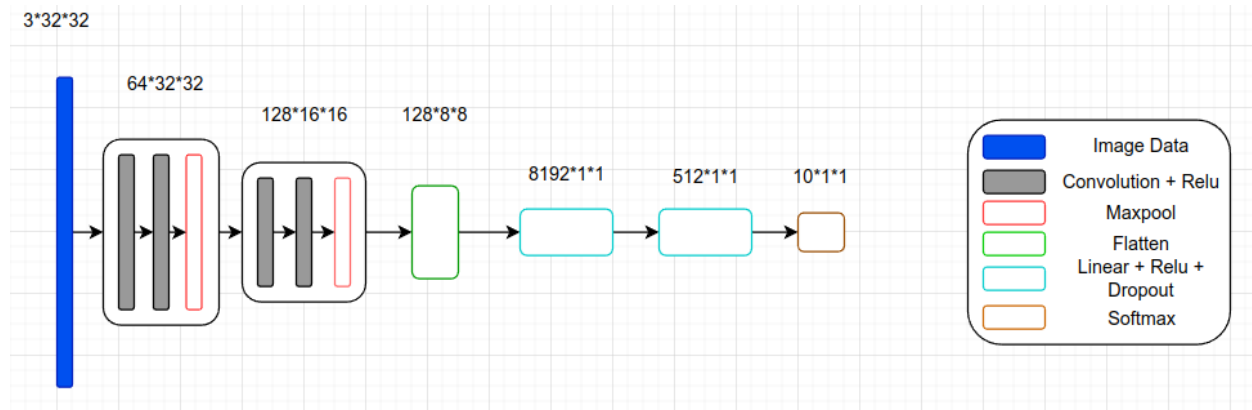 3*32*32
64*32*32
128*16*16
128*8*8
8192*1*1
512*1*1
10*1*1
Image Data
Convolution + Relu
Maxpool
Flatten
Linear + Relu +
Dropout
Softmax